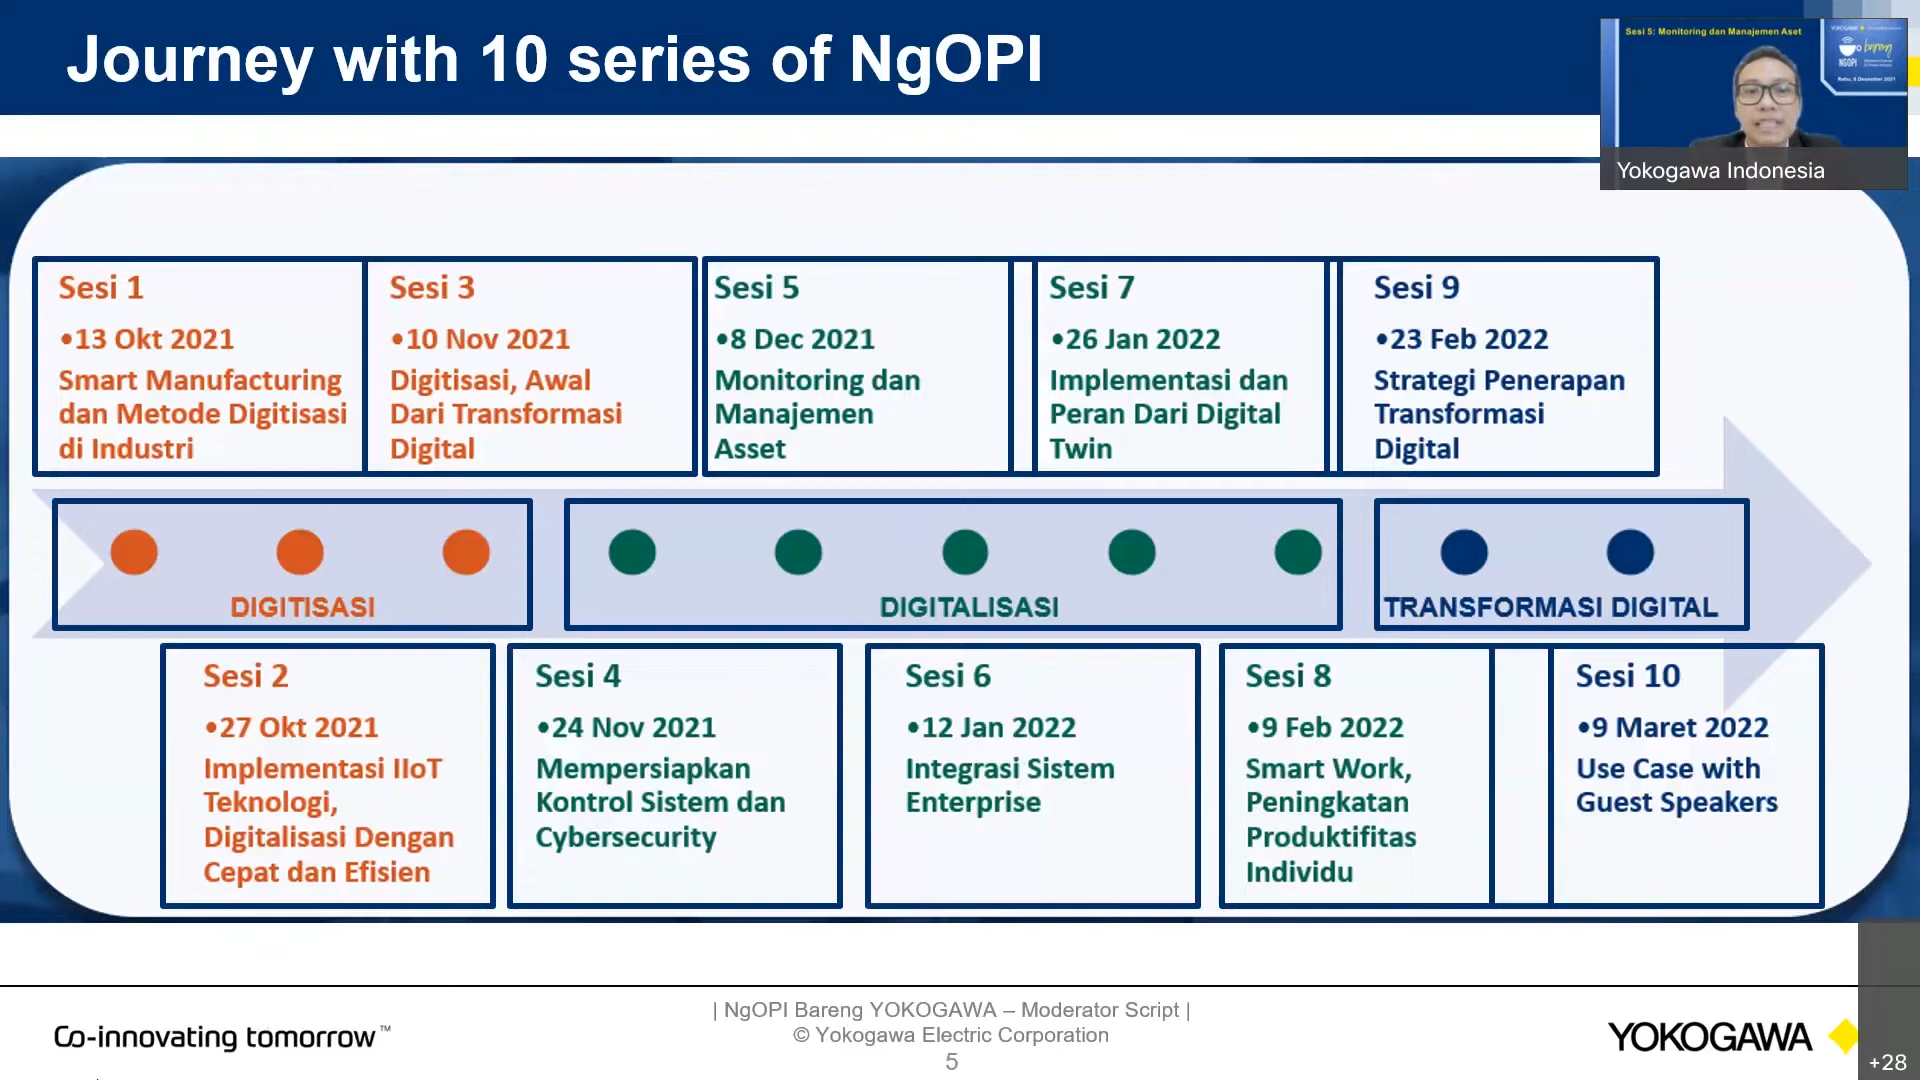 Journey with 10 series of NgOPI
Sesi 5: Monitoring dan Manajemen Aset
YOKOGAWA
bareng
NGOPI
Rabu, 8 Desember 2021
Yokogawa Indonesia
Sesi 1
•13 Okt 2021
Smart Manufacturing
dan Metode Digitisasi
di Industri
Sesi 3
•10 Nov 2021
Digitisasi, Awal
Dari Transformasi
Digital
Sesi 5
•8 Dec 2021
Monitoring dan
Manajemen
Asset
Sesi 7
•26 Jan 2022
Implementasi dan
Peran Dari Digital
Twin
Sesi 9
•23 Feb 2022
Strategi Penerapan
Transformasi
Digital
DIGITISASI
DIGITALISASI
TRANSFORMASI DIGITAL
Sesi 2
•27 Okt 2021
Implementasi IIoT
Teknologi,
Digitalisasi Dengan
Cepat dan Efisien
Sesi 4
•24 Nov 2021
Mempersiapkan
Kontrol Sistem dan
Cybersecurity
Sesi 6
•12 Jan 2022
Integrasi Sistem
Enterprise
Sesi 8
•9 Feb 2022
Smart Work,
Peningkatan
Produktifitas
Individu
Sesi 10
•9 Maret 2022
Use Case with
Guest Speakers
Co-innovating tomorrow™
| NgOPI Bareng YOKOGAWA – Moderator Script |
© Yokogawa Electric Corporation
5
YOKOGAWA
+28